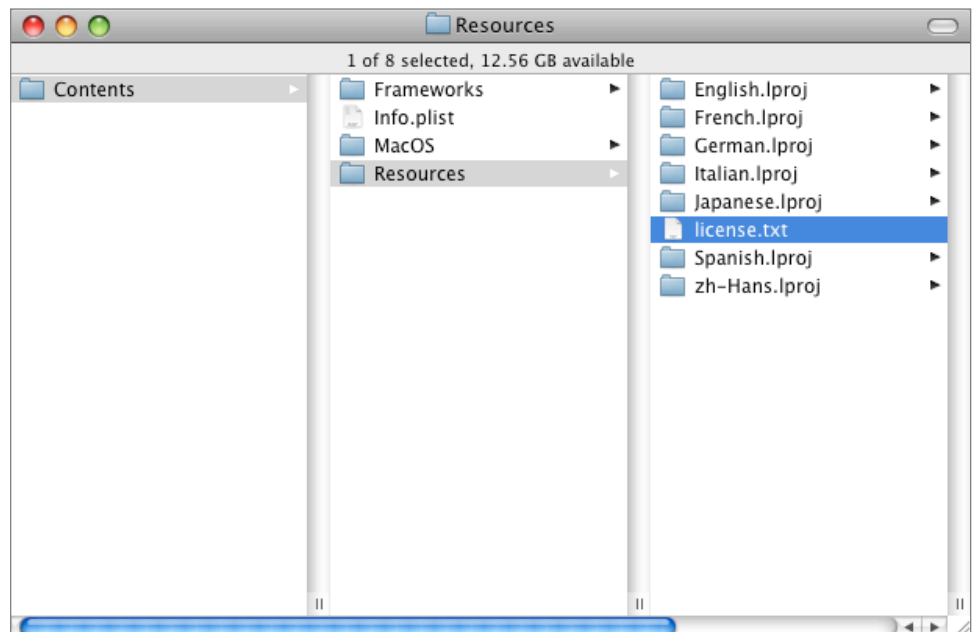 Resources
1 of 8 selected, 12.56 GB available
Contents
Frameworks
Info.plist
MacOS
Resources
English.lproj
French.lproj
German.lproj
Italian.lproj
Japanese.lproj
license.txt
Spanish.lproj
zh-Hans.lproj